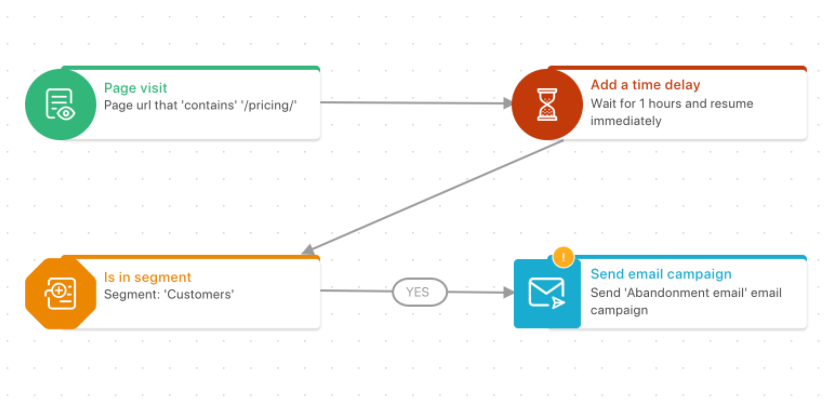 Page visit
Page url that 'contains' '/pricing/'
Add a time delay
Wait for 1 hours and resume
immediately
Is in segment
Segment: 'Customers'
YES
!
Send email campaign
Send 'Abandonment email' email
campaign